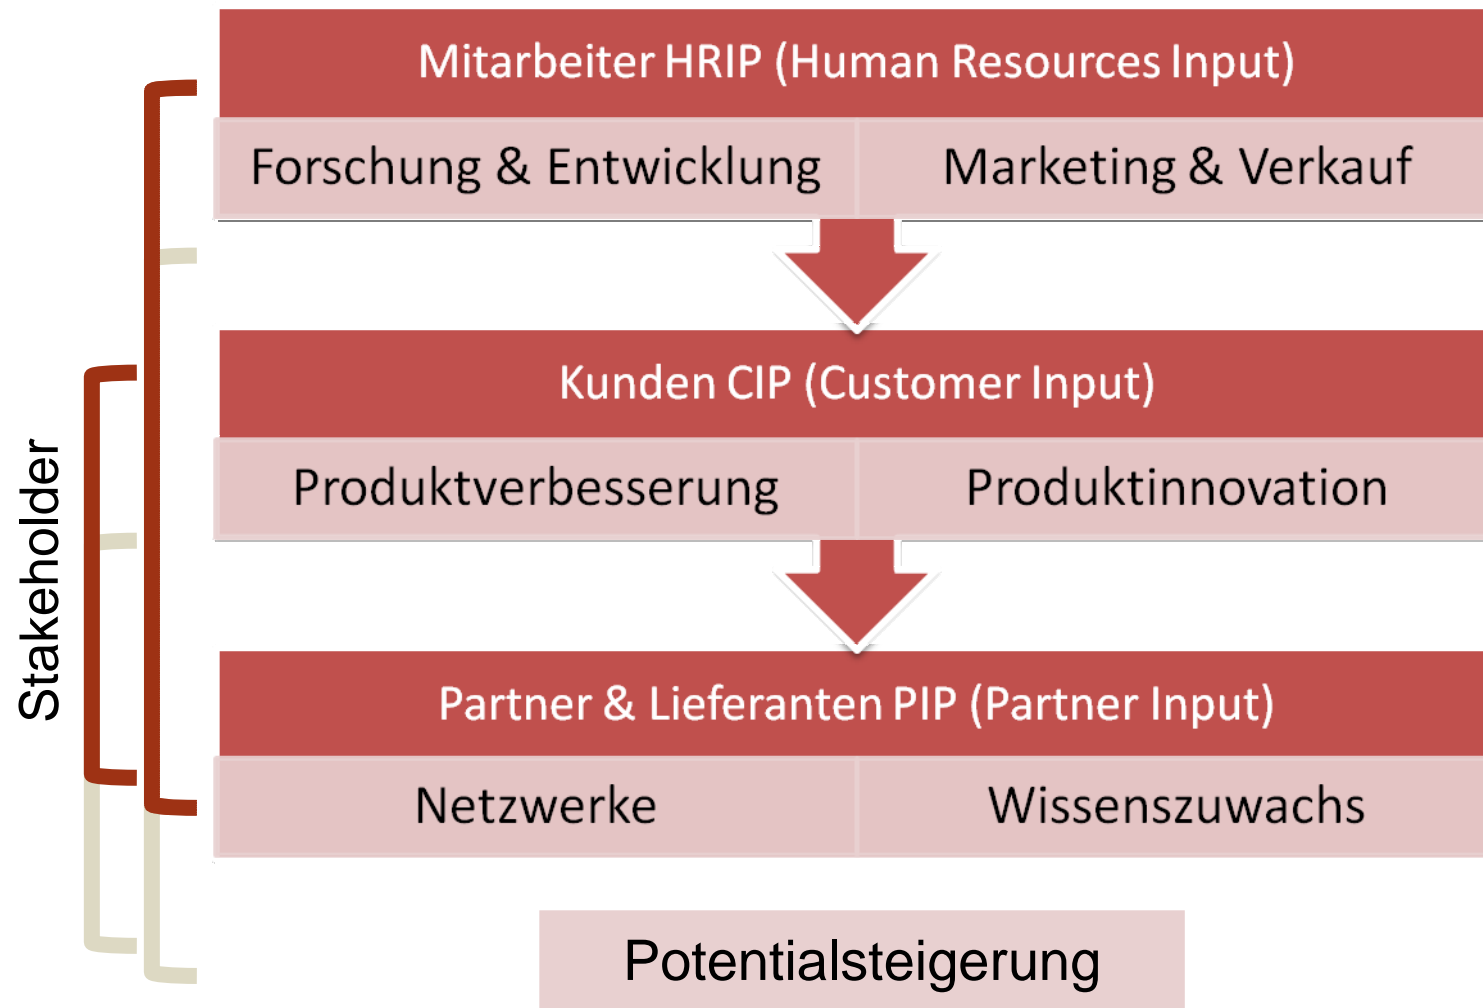 Mitarbeiter HRIP (Human Resources Input)
Forschung & Entwicklung
Marketing & Verkauf
Stakeholder
Kunden CIP (Customer Input)
Produktverbesserung
Produktinnovation
Partner & Lieferanten PIP (Partner Input)
Netzwerke
Wissenszuwachs
Potentialsteigerung